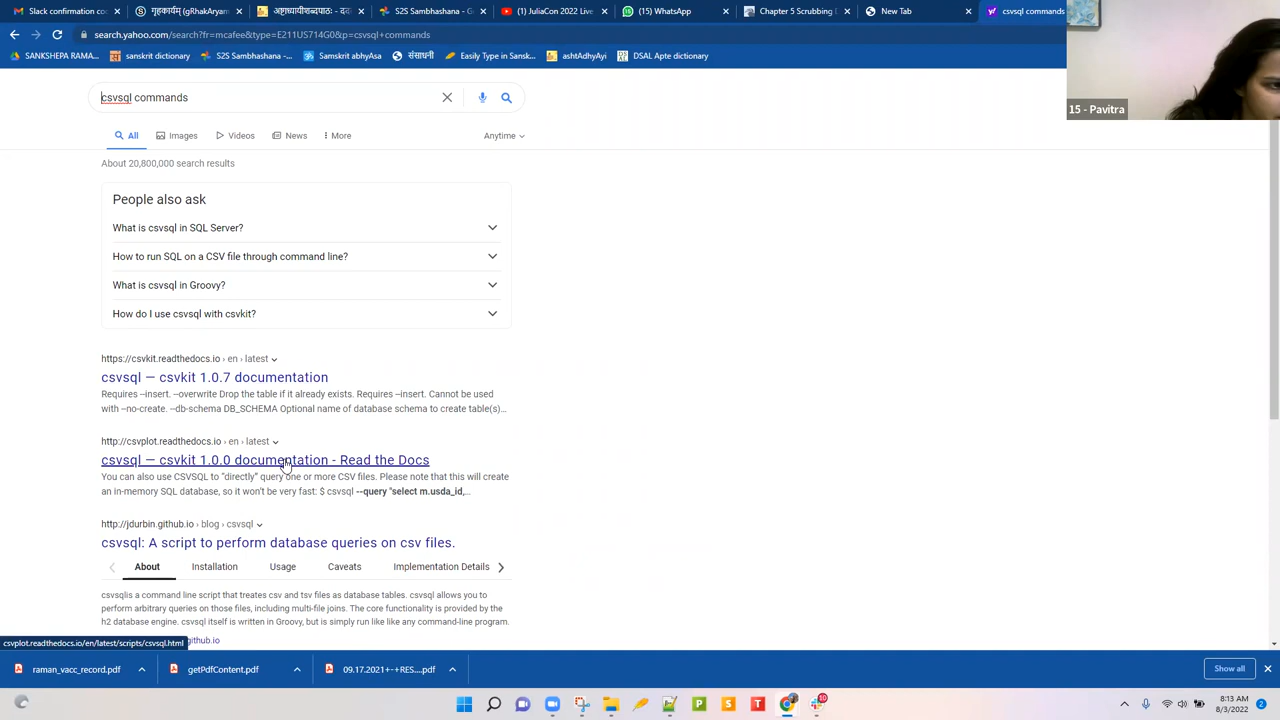 Slack confirmation co
गृहकार्यम् (gRhakAryam)
S2S Sambhashana - G
(1) JuliaCon 2022 Live
(15) WhatsApp
Chapter 5 Scrubbing D
New Tab
csvsql commands
search.yahoo.com/search?fr=mcafee&type=E211US714G0&p=csvsql+commands
SANKSHEPA RAMA...
sanskrit dictionary
S2S Sambhashana -...
Samskrit abhyAsa
संसाधनी
Easily Type in Sansk...
ashtAdhyAyi
DSAL Apte dictionary
15 - Pavitra
csvsql commands
All
Images
Videos
News
More
Anytime
About 20,800,000 search results
People also ask
What is csvsql in SQL Server?
How to run SQL on a CSV file through command line?
What is csvsql in Groovy?
How do I use csvsql with csvkit?
https://csvkit.readthedocs.io › en › latest
csvsql — csvkit 1.0.7 documentation
Requires –insert. –overwrite Drop the table if it already exists. Requires –insert. Cannot be used
with –no-create. –db-schema DB_SCHEMA Optional name of database schema to create table(s)...
http://csvplot.readthedocs.io › en › latest
csvsql — csvkit 1.0.0 documentation - Read the Docs
You can also use CSVSQL to "directly" query one or more CSV files. Please note that this will create
an in-memory SQL database, so it won't be very fast: $ csvsql --query "select m.usda_id,...
http://jdurbin.github.io › blog › csvsql
csvsql: A script to perform database queries on csv files.
About
Installation
Usage
Caveats
Implementation Details
csvsqlis a command line script that treates csv and tsv files as database tables. csvsql allows you to
perform arbitrary queries on those files, including multi-file joins. The core functionality is provided by the
h2 database engine. csvsql itself is written in Groovy, but is simply run like like any command-line program.
github.io
csvplot.readthedocs.io/en/latest/scripts/csvsql.html
raman_vacc_record.pdf
getPdfContent.pdf
09.17.2021+-+RES....pdf
Show all
10
8:13 AM
8/3/2022
2